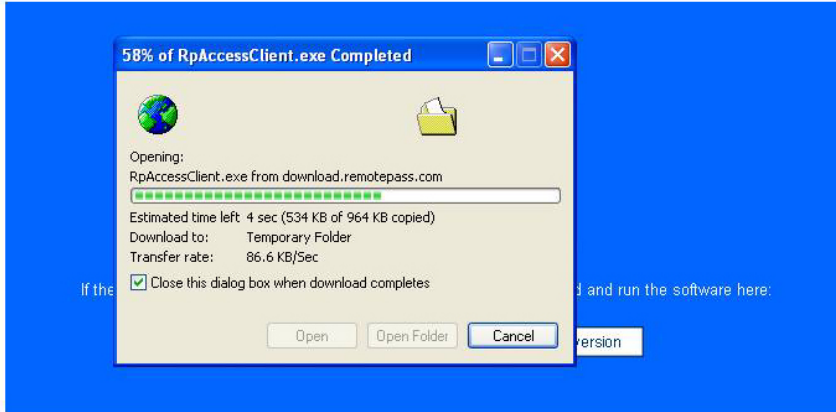 58% of RpAccessClient.exe Completed
Opening:
RpAccessClient.exe from download.remotepass.com
Estimated time left 4 sec (534 KB of 964 KB copied)
Download to: Temporary Folder
Transfer rate: 86.6 KB/Sec
If the
Close this dialog box when download completes
and run the software here:
Open
Open Folder
Cancel
version